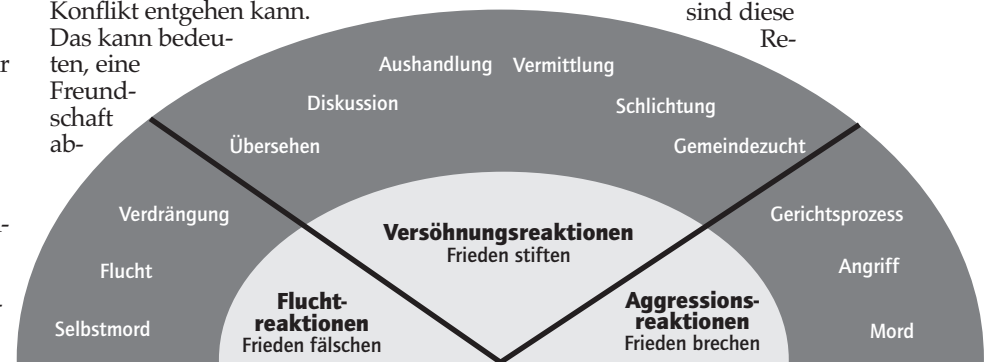 Konflikt entgehen kann.
Das kann bedeu-
ten, eine
Freund-
schaft
ab-
sind diese
Re-
r
-
Aushandlung Vermittlung
Diskussion
Schlichtung
Übersehen
Gemeindezucht
Verdrängung
Flucht
Selbstmord
Versöhnungsreaktionen
Frieden stiften
Flucht-
reaktionen
Frieden fälschen
Aggressions-
reaktionen
Frieden brechen
Gerichtsprozess
Angriff
Mord